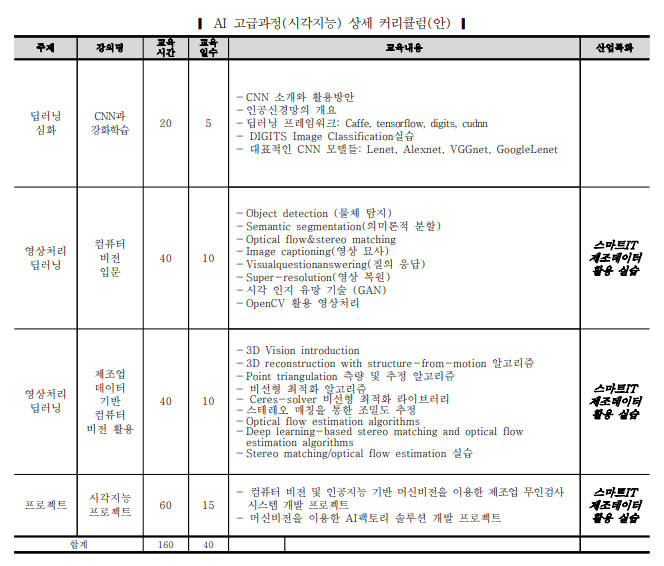 ▎ AI 고급과정(시각지능) 상세 커리큘럼(안) ▎
주제 강의명 교육 시간 교육 일수 교육내용 산업특화
딥러닝
심화
CNN과
강화학습
20
5
- CNN 소개와 활용방안
- 인공신경망의 개요
- 딥러닝 프레임워크: Caffe, tensorflow, digits, cudnn
- DIGITS Image Classification실습
- 대표적인 CNN 모델들: Lenet, Alexnet, VGGnet, GoogleLenet
영상처리
딥러닝
컴퓨터
비전
입문
40
10
- Object detection (물체 탐지)
- Semantic segmentation(의미론적 분할)
- Optical flow&stereo matching
- Image captioning(영상 묘사)
- Visualquestionanswering(질의 응답)
- Super-resolution(영상 복원)
- 시각 인지 유망 기술 (GAN)
- OpenCV 활용 영상처리
스마트IT
제조데이터
활용 실습
영상처리
딥러닝
제조업
데이터
기반
컴퓨터
비전 활용
40
10
- 3D Vision introduction
- 3D reconstruction with structure-from-motion 알고리즘
- Point triangulation 측량 및 추정 알고리즘
- 비선형 최적화 알고리즘
- Ceres-solver 비선형 최적화 라이브러리
- 스테레오 매칭을 통한 조밀도 추정
- Optical flow estimation algorithms
- Deep learning-based stereo matching and optical flow
estimation algorithms
- Stereo matching/optical flow estimation 실습
스마트IT
제조데이터
활용 실습
프로젝트
시각지능
프로젝트
60
15
- 컴퓨터 비전 및 인공지능 기반 머신비전을 이용한 제조업 무인검사
시스템 개발 프로젝트
- 머신비전을 이용한 AI팩토리 솔루션 개발 프로젝트
스마트IT
제조데이터
활용 실습
합계 160 40